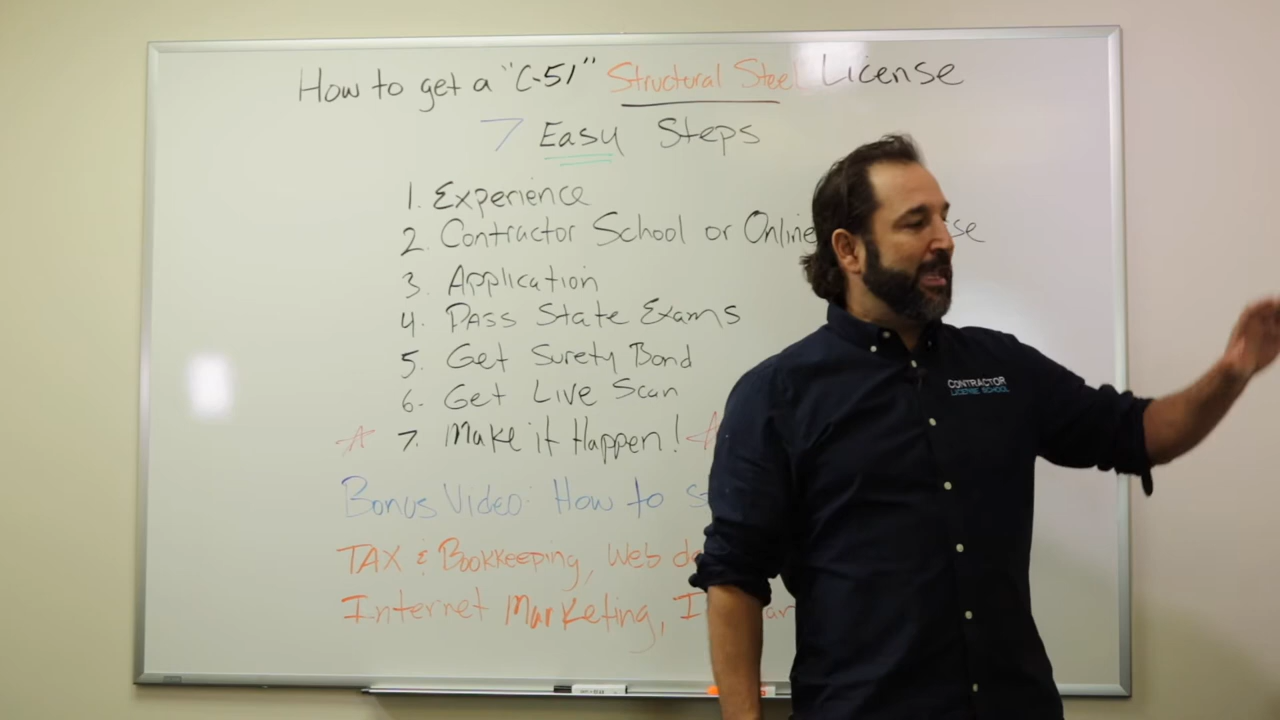 How to get a "C-51" Structural Steel License
7 Easy Steps
1. Experience
2. Contractor School or Online
3. Application
4. Pass State Exams
5. Get Surety Bond
6. Get Live Scan
7. Make it Happen!
Bonus Video: How to
TAX & Bookkeeping, Web
Internet Marketing,
CONTRACTOR
LICENSE SCHOOL